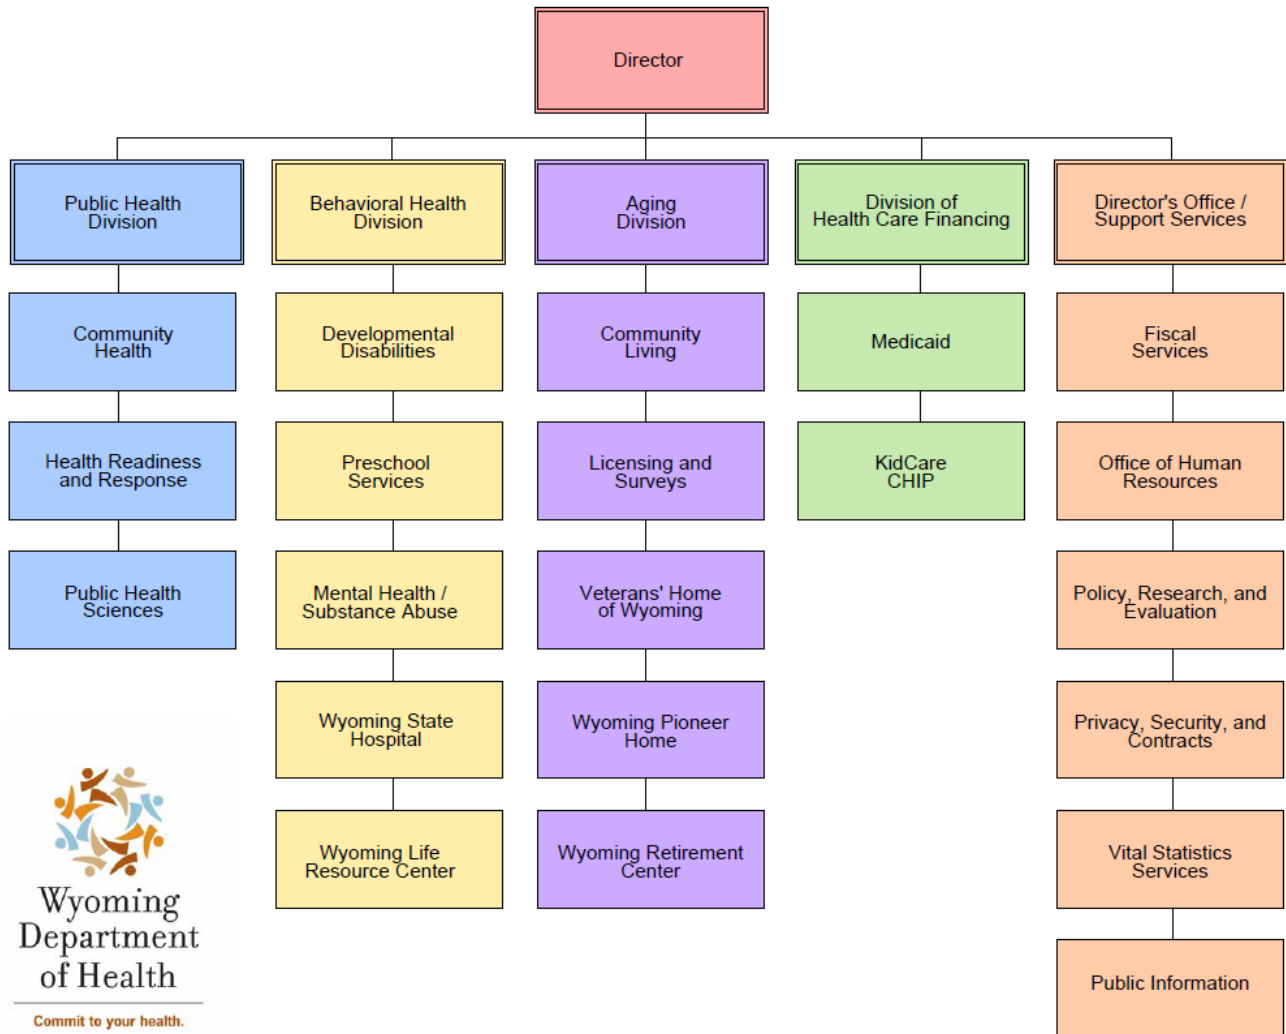 Director
Public Health
Division
Behavioral Health
Division
Aging
Division
Division of
Health Care Financing
Director's Office /
Support Services
Community
Health
Developmental
Disabilities
Community
Living
Medicaid
Fiscal
Services
Health Readiness
and Response
Preschool
Services
Licensing and
Surveys
KidCare
CHIP
Office of Human
Resources
Public Health
Sciences
Mental Health /
Substance Abuse
Veterans' Home
of Wyoming
Policy, Research, and
Evaluation
Wyoming State
Hospital
Wyoming Pioneer
Home
Privacy, Security, and
Contracts
Wyoming Life
Resource Center
Wyoming Retirement
Center
Vital Statistics
Services
Public Information
Wyoming
Department
of Health
Commit to your health.